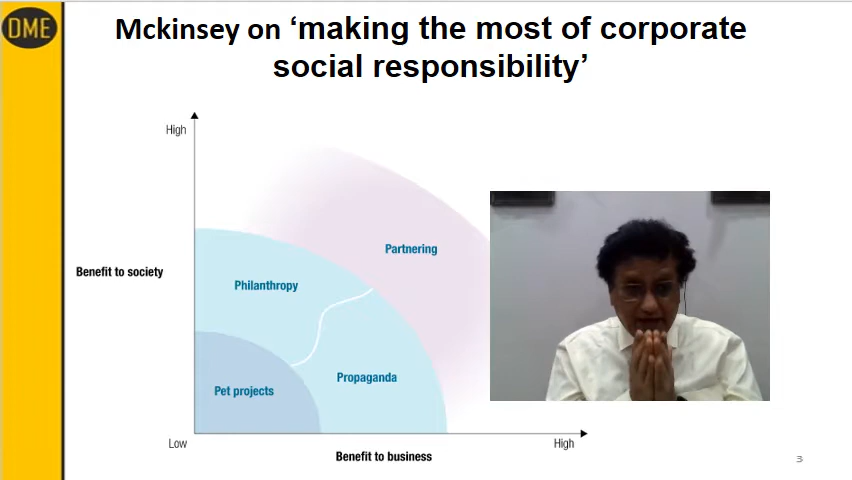 DME
Mckinsey on ‘making the most of corporate
social responsibility’
High
Partnering
Benefit to society
Philanthropy
Propaganda
Pet projects
Low
High
Benefit to business
3